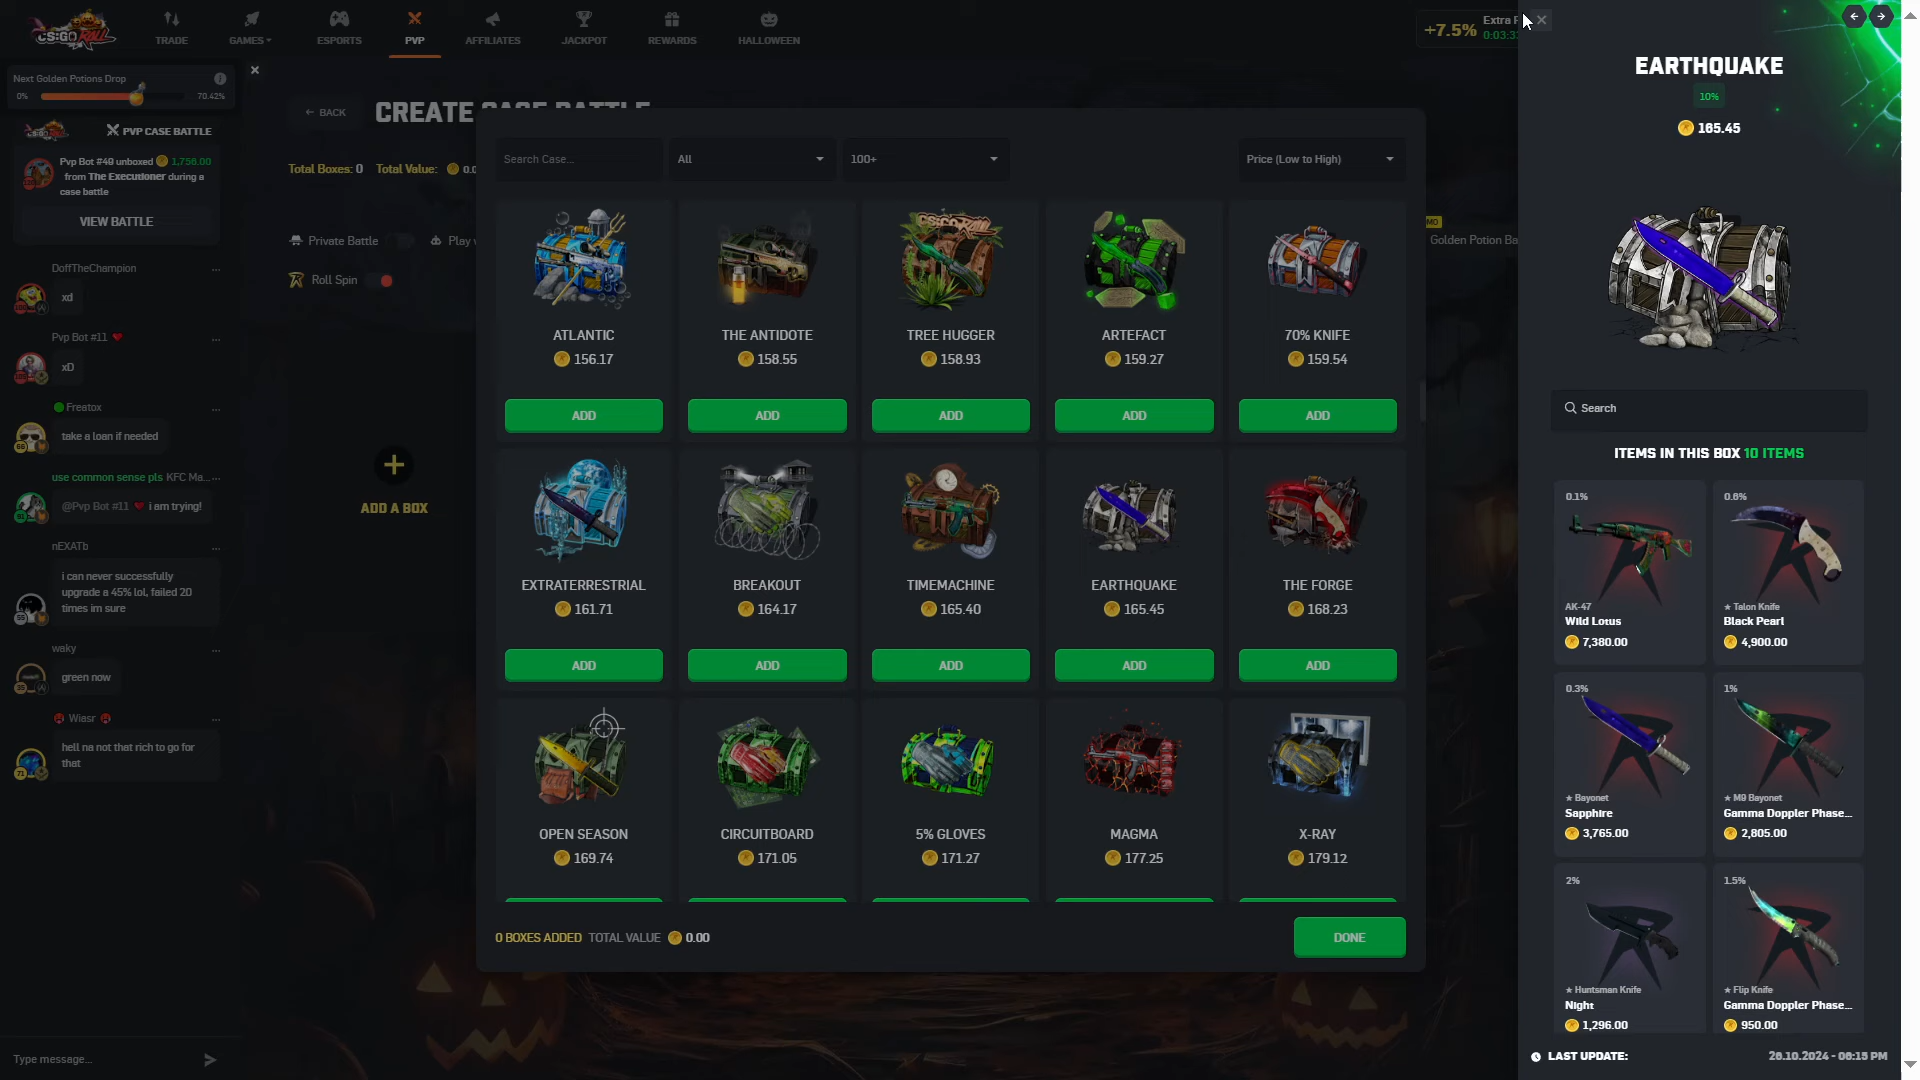 CS:GO ROLL
TRADE
GAMES
ESPORTS
PVP
AFFILIATES
JACKPOT
REWARDS
HALLOWEEN
+7.5%
Next Golden Potions Drop
0%
70.42%
PVP CASE BATTLE
Pvp Bot #40 unboxed 1,756.00
from The Executioner during a
case battle
VIEW BATTLE
DoffTheChampion
xd
Pvp Bot #11
xD
Freatox
take a loan if needed
use common sense pls KFC Ma...
@Pvp Bot #11 i am trying!
nEXATb
i can never successfully
upgrade a 45% lol, failed 20
times im sure
waky
green now
Wiasr
hell na not that rich to go for
that
Type message...
BACK
CREATE CASE BATTLE
Total Boxes: 0 Total Value:
Private Battle
Roll Spin
ADD A BOX
Search Case...
All
100+
Price (Low to High)
ATLANTIC
156.17
ADD
THE ANTIDOTE
158.55
ADD
TREE HUGGER
158.93
ADD
ARTEFACT
159.27
ADD
70% KNIFE
159.54
ADD
EXTRATERRESTRIAL
161.71
ADD
BREAKOUT
164.17
ADD
TIMEMACHINE
165.40
ADD
EARTHQUAKE
165.45
ADD
THE FORGE
168.23
ADD
OPEN SEASON
169.74
CIRCUITBOARD
171.05
5% GLOVES
171.27
MAGMA
177.25
X-RAY
179.12
0 BOXES ADDED TOTAL VALUE 0.00
DONE
Golden Potion Ba
EARTHQUAKE
10%
165.45
Search
ITEMS IN THIS BOX 10 ITEMS
0.1%
AK-47
Wild Lotus
7,380.00
0.6%
★ Talon Knife
Black Pearl
4,900.00
0.3%
★ Bayonet
Sapphire
3,765.00
1%
★ M9 Bayonet
Gamma Doppler Phase...
2,805.00
2%
★ Huntsman Knife
Night
1,296.00
1.5%
★ Flip Knife
Gamma Doppler Phase...
950.00
LAST UPDATE:
26.10.2024 - 06:15 PM